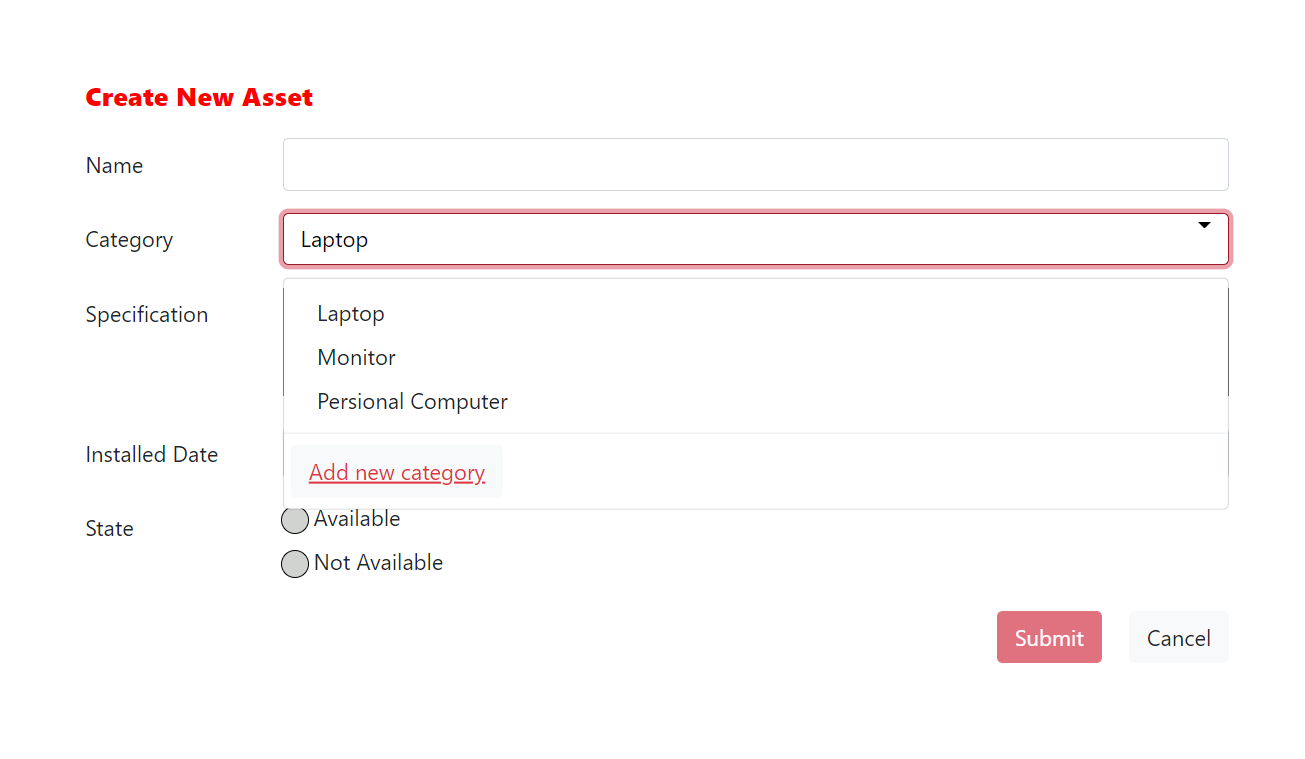 Create New Asset
Name
Category
Laptop
Specification
Laptop
Monitor
Persional Computer
Installed Date
Add new category
State
Available
Not Available
Submit
Cancel